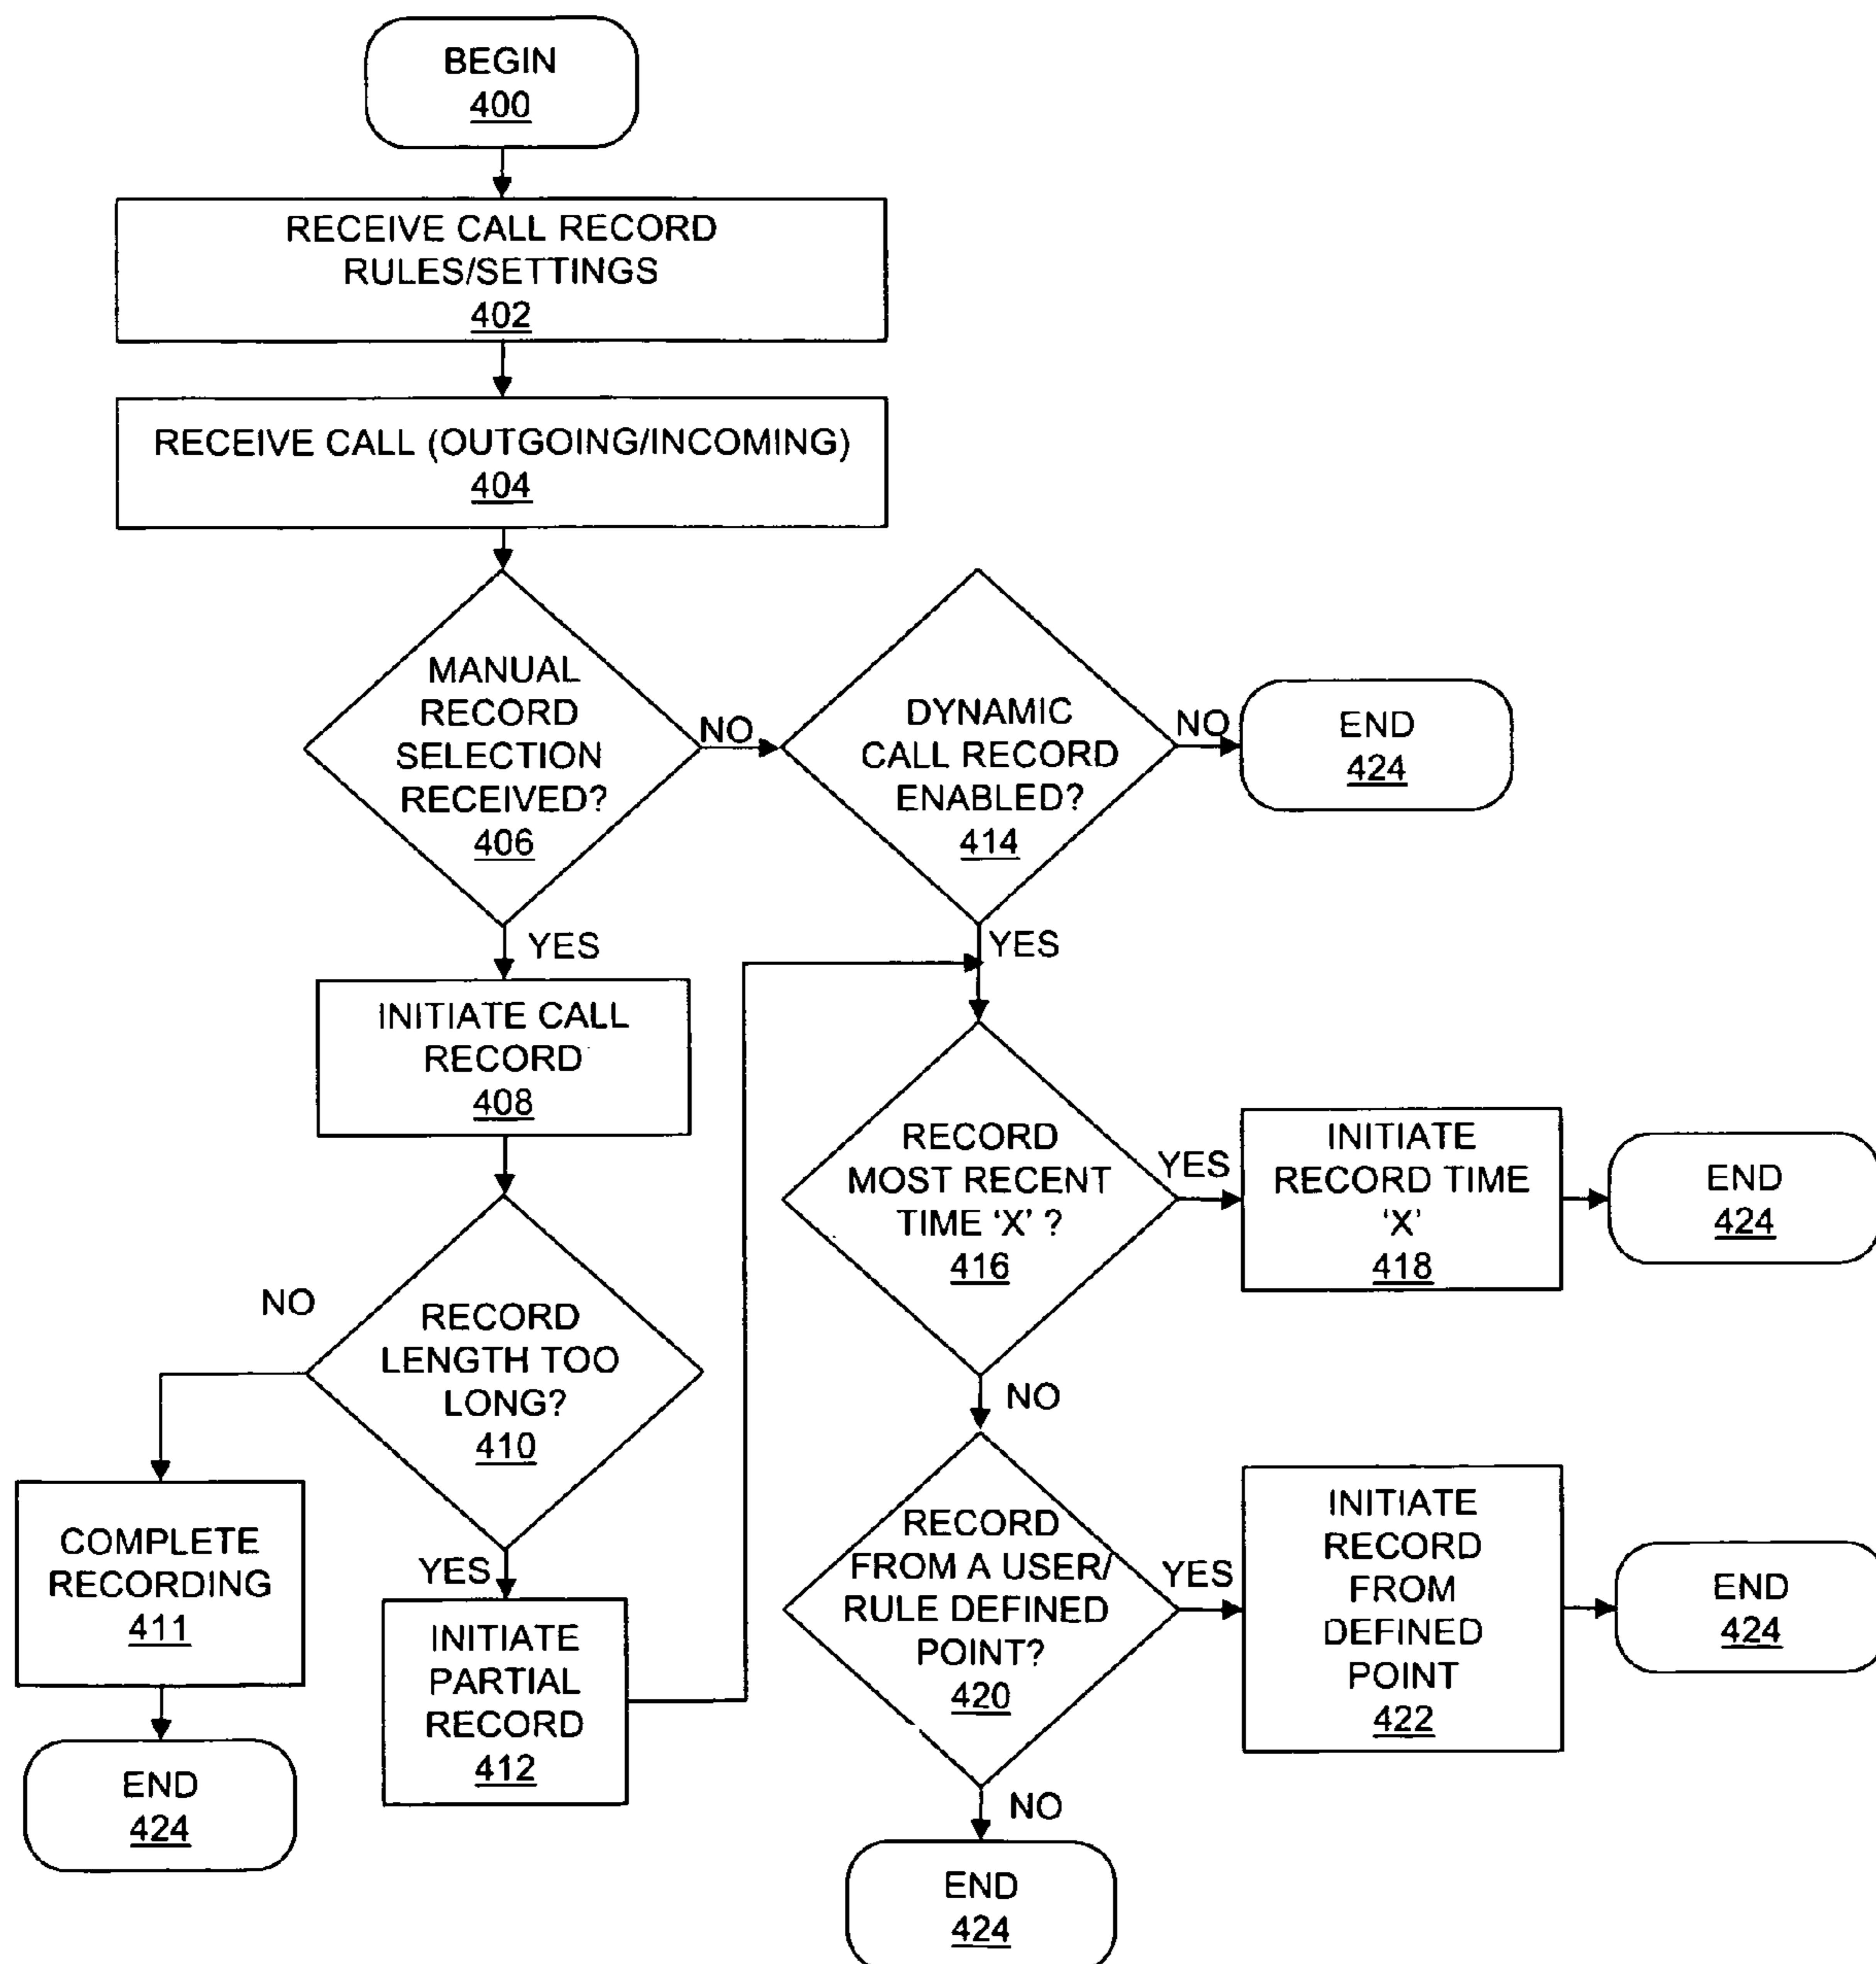 BEGIN
400
RECEIVE CALL RECORD
RULES/SETTINGS
402
RECEIVE CALL (OUTGOING/INCOMING)
404
MANUAL
RECORD
SELECTION
RECEIVED?
406
NO
DYNAMIC
CALL RECORD
ENABLED?
414
NO
END
424
YES
YES
INITIATE CALL
RECORD
408
RECORD
MOST RECENT
TIME ‘X’ ?
416
YES
INITIATE
RECORD TIME
‘X’
418
END
424
NO
RECORD
LENGTH TOO
LONG?
410
NO
COMPLETE
RECORDING
411
END
424
YES
INITIATE
PARTIAL
RECORD
412
RECORD
FROM A USER/
RULE DEFINED
POINT?
420
YES
INITIATE
RECORD
FROM
DEFINED
POINT
422
END
424
NO
END
424